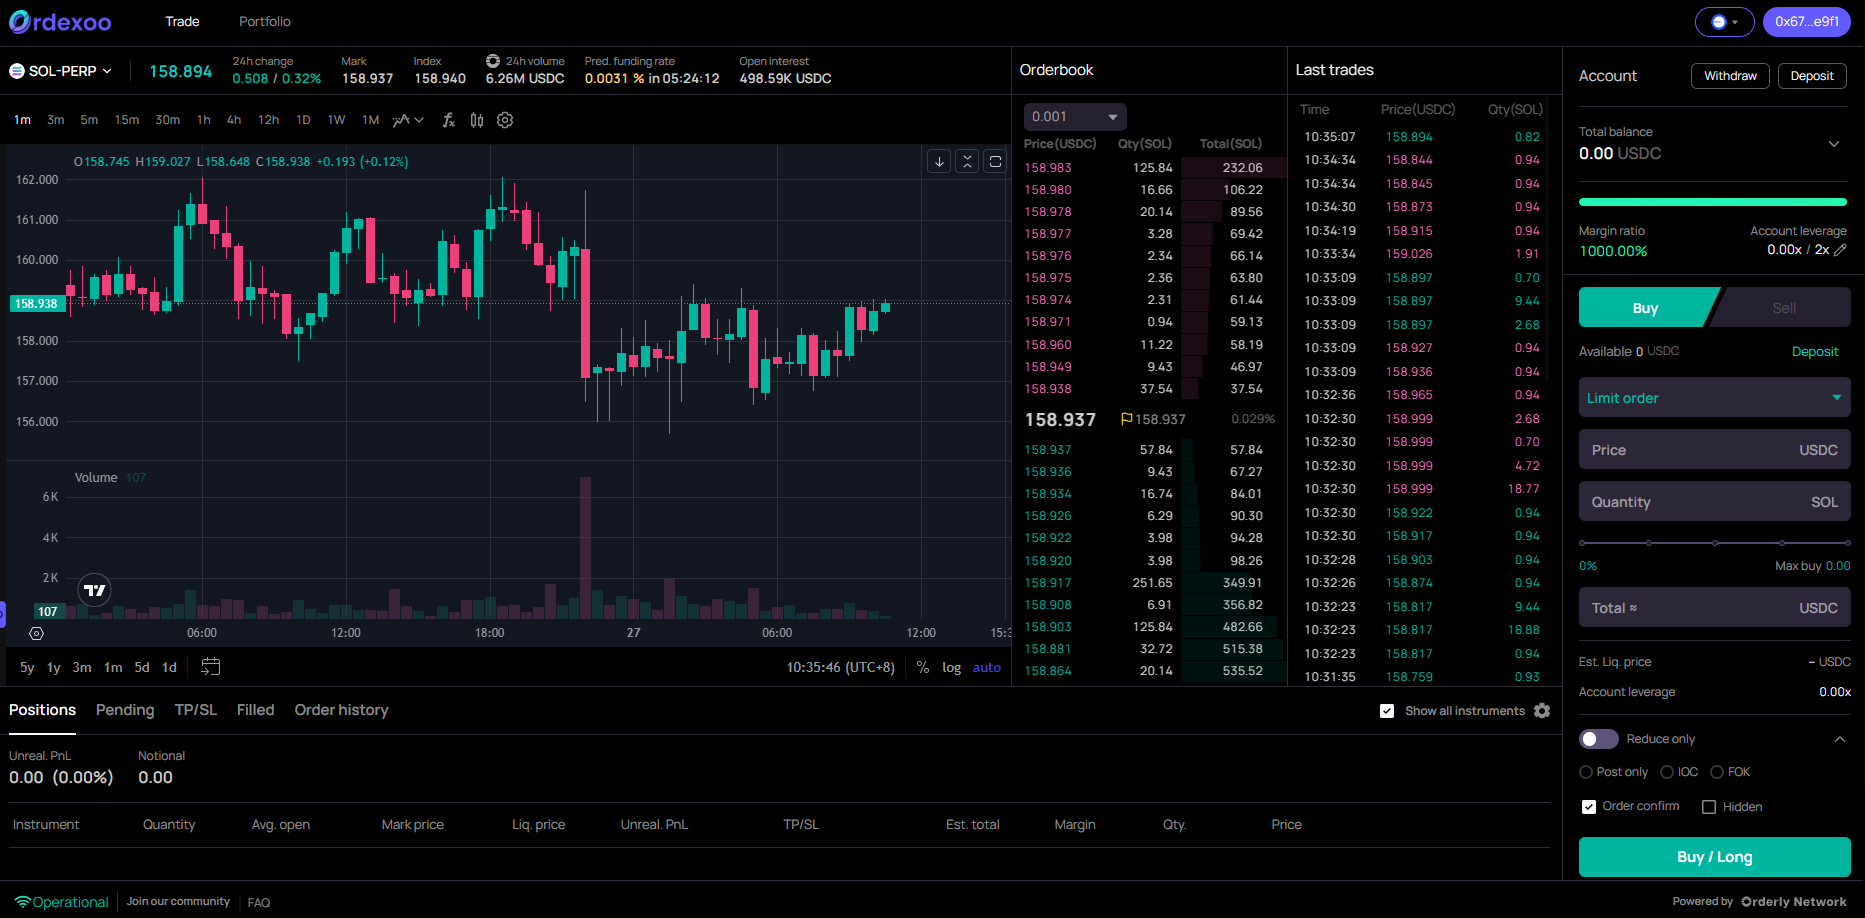 Ordexoo Trade Portfolio 0x67...e9f1
SOL-PERP 158.894
24h change
0.508 / 0.32%
Mark
158.937
Index
158.940
24h volume
6.26M USDC
Pred. funding rate
0.0031 % in 05:24:12
Open interest
498.59K USDC
1m 3m 5m 15m 30m 1h 4h 12h 1D 1W 1M
O158.745 H159.027 L158.648 C158.938 +0.193 (+0.12%)
162.000
161.000
160.000
158.938
158.000
157.000
156.000
Volume 107
6K
4K
2K
107
06:00 12:00 18:00 27 06:00 12:00 15:3
5y 1y 3m 1m 5d 1d 10:35:46 (UTC+8) % log auto
Orderbook
0.001
Price(USDC) Qty(SOL) Total(SOL)
158.983 125.84 232.06
158.980 16.66 106.22
158.978 20.14 89.56
158.977 3.28 69.42
158.976 2.34 66.14
158.975 2.36 63.80
158.974 2.31 61.44
158.971 0.94 59.13
158.960 11.22 58.19
158.949 9.43 46.97
158.938 37.54 37.54
158.937 158.937 0.029%
158.937 57.84 57.84
158.936 9.43 67.27
158.934 16.74 84.01
158.926 6.29 90.30
158.922 3.98 94.28
158.920 3.98 98.26
158.917 251.65 349.91
158.908 6.91 356.82
158.903 125.84 482.66
158.881 32.72 515.38
158.864 20.14 535.52
Last trades
Time Price(USDC) Qty(SOL)
10:35:07 158.894 0.82
10:34:34 158.844 0.94
10:34:34 158.845 0.94
10:34:30 158.873 0.94
10:34:19 158.915 0.94
10:33:34 159.026 1.91
10:33:09 158.897 0.70
10:33:09 158.897 9.44
10:33:09 158.897 2.68
10:33:09 158.927 0.94
10:33:09 158.936 0.94
10:32:36 158.965 0.94
10:32:30 158.999 2.68
10:32:30 158.999 0.70
10:32:30 158.999 4.72
10:32:30 158.999 18.77
10:32:30 158.922 0.94
10:32:30 158.917 0.94
10:32:28 158.903 0.94
10:32:26 158.874 0.94
10:32:23 158.817 9.44
10:32:23 158.817 18.88
10:32:23 158.817 0.94
10:31:35 158.759 0.93
Account Withdraw Deposit
Total balance
0.00 USDC
Margin ratio Account leverage
1000.00% 0.00x / 2x
Buy Sell
Available 0 USDC Deposit
Limit order
Price USDC
Quantity SOL
0% Max buy 0.00
Total ≈ USDC
Est. Liq. price – USDC
Account leverage 0.00x
Reduce only
Post only IOC FOK
Order confirm Hidden
Buy / Long
Positions Pending TP/SL Filled Order history Show all instruments
Unreal. PnL Notional
0.00 (0.00%) 0.00
Instrument Quantity Avg. open Mark price Liq. price Unreal. PnL TP/SL Est. total Margin Qty. Price
Operational Join our community FAQ Powered by Orderly Network